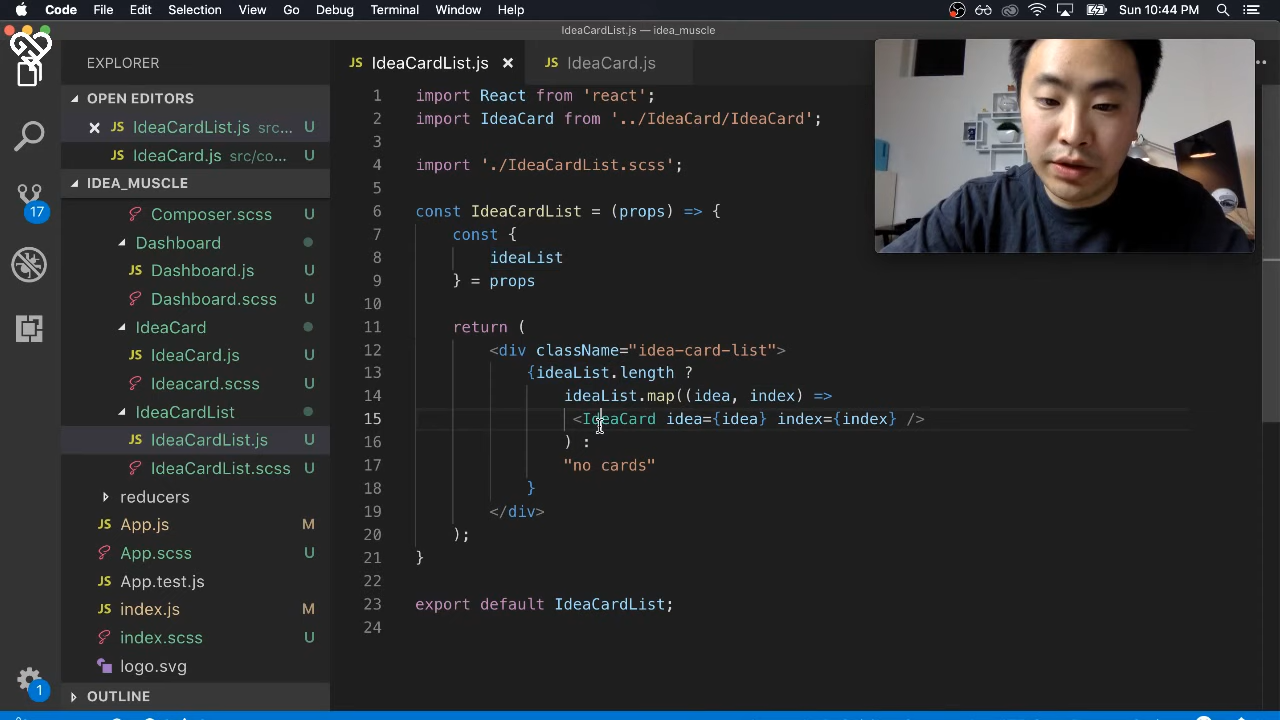 Code File Edit Selection View Go Debug Terminal Window Help Sun 10:44 PM
IdeaCardList.js — idea_muscle
EXPLORER
OPEN EDITORS
IdeaCardList.js src... U
IdeaCard.js src/co... U
IDEA_MUSCLE
Composer.scss U
Dashboard
Dashboard.js U
Dashboard.scss U
IdeaCard
IdeaCard.js U
Ideacard.scss U
IdeaCardList
IdeaCardList.js U
IdeaCardList.scss U
reducers
App.js M
App.scss U
App.test.js
index.js M
index.scss U
logo.svg
OUTLINE
17
1
JS IdeaCardList.js JS IdeaCard.js
1 import React from 'react';
2 import IdeaCard from '../IdeaCard/IdeaCard';
3
4 import './IdeaCardList.scss';
5
6 const IdeaCardList = (props) => {
7 const {
8 ideaList
9 } = props
10
11 return (
12 <div className="idea-card-list">
13 {ideaList.length ?
14 ideaList.map((idea, index) =>
15 <IdeaCard idea={idea} index={index} />
16 ) :
17 "no cards"
18 }
19 </div>
20 );
21 }
22
23 export default IdeaCardList;
24